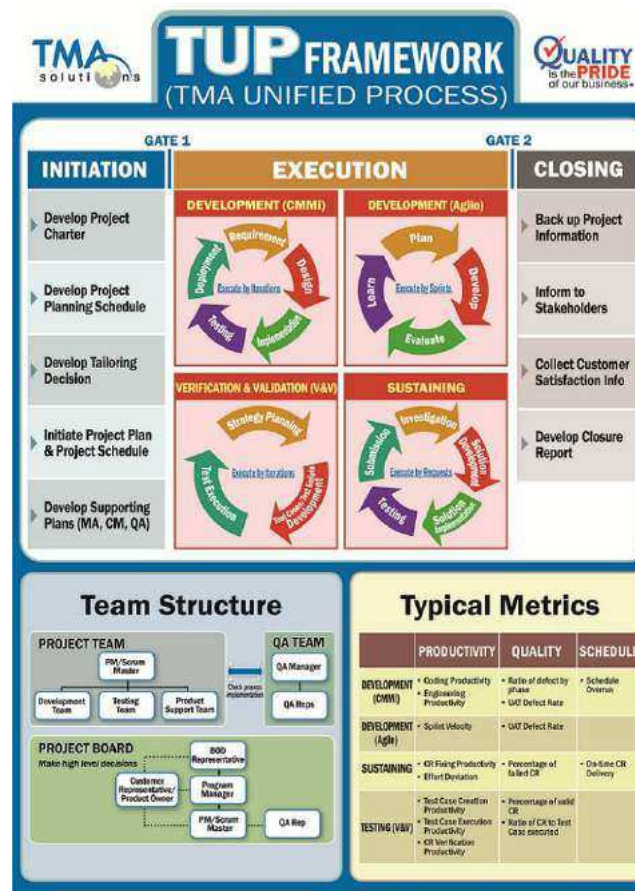 TMA
solutions
TUP FRAMEWORK
(TMA UNIFIED PROCESS)
QUALITY
is the PRIDE
of our business
GATE 1
GATE 2
INITIATION
Develop Project
Charter
Develop Project
Planning Schedule
Develop Tailoring
Decision
Initiate Project Plan
& Project Schedule
Develop Supporting
Plans (MA, CM, QA)
EXECUTION
DEVELOPMENT (CMMi)
Requirement
Design
Implementation
Testing
Deployment
Execute by Iterations
DEVELOPMENT (Agile)
Plan
Develop
Evaluate
Learn
Execute by Sprints
VERIFICATION & VALIDATION (V&V)
Strategy Planning
Test Cases, Test Suites
Development
Test Execution
Execute by Iterations
SUSTAINING
Investigation
Solution
Development
Solution
Implementation
Testing
Submission
Execute by Requests
CLOSING
Back up Project
Information
Inform to
Stakeholders
Collect Customer
Satisfaction Info
Develop Closure
Report
Team Structure
PROJECT TEAM
PM/Scrum
Master
Development
Team
Testing
Team
Product
Support Team
Check process
implementation
QA TEAM
QA Manager
QA Reps
PROJECT BOARD
Make high level decisions
BOD
Representative
Customer
Representative/
Product Owner
Program
Manager
PM/Scrum
Master
QA Rep
Typical Metrics
PRODUCTIVITY
QUALITY
SCHEDULE
DEVELOPMENT
(CMMi)
• Coding Productivity
• Engineering
Productivity
• Ratio of defect by
phase
• UAT Defect Rate
• Schedule
Overrun
DEVELOPMENT
(Agile)
• Sprint Velocity
• UAT Defect Rate
SUSTAINING
• CR Fixing Productivity
• Effort Deviation
• Percentage of
failed CR
• On-time CR
Delivery
TESTING (V&V)
• Test Case Creation
Productivity
• Test Case Execution
Productivity
• CR Verification
Productivity
• Percentage of valid
CR
• Ratio of CR to Test
Case executed